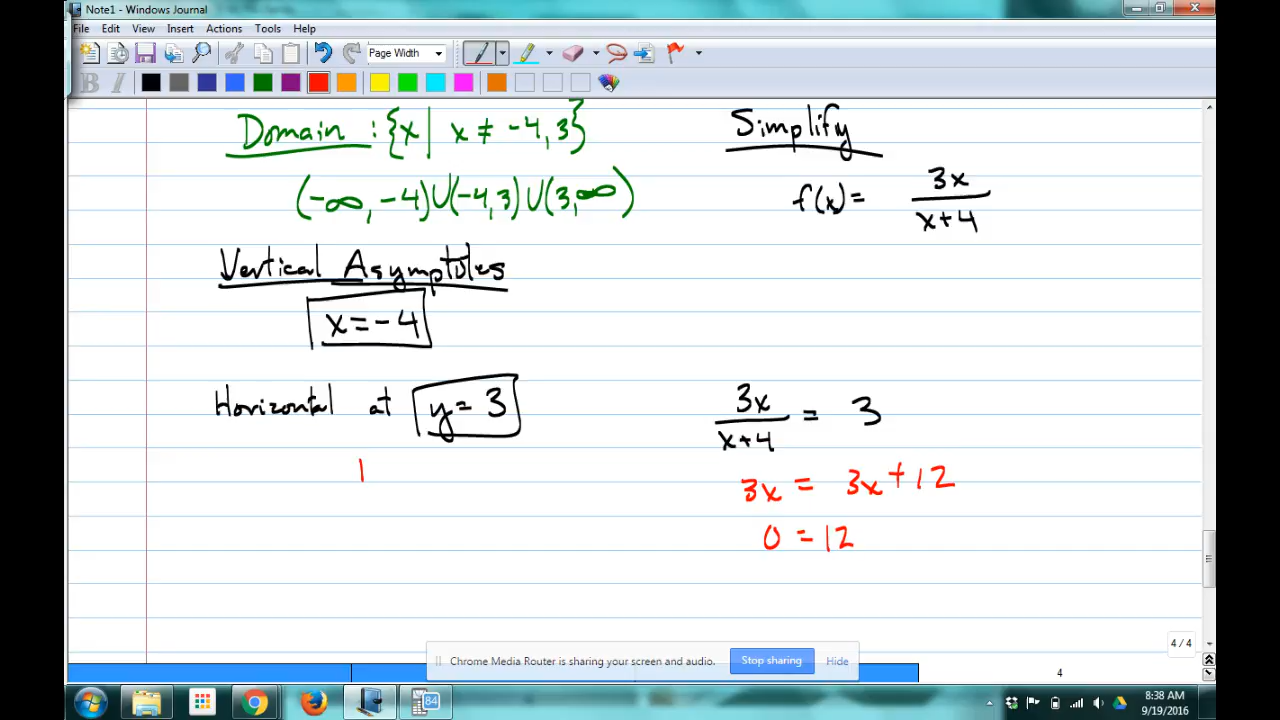 Note1 - Windows Journal
File Edit View Insert Actions Tools Help
Page Width
Domain : {x | x ≠ -4, 3}
(-∞, -4) ∪ (-4, 3) ∪ (3, ∞)
Simplify
f(x) = 3x / x+4
Vertical Asymptotes
x = -4
Horizontal at y = 3
3x / x+4 = 3
3x = 3x + 12
0 = 12
4 / 4
Chrome Media Router is sharing your screen and audio. Stop sharing Hide
4
84
8:38 AM
9/19/2016